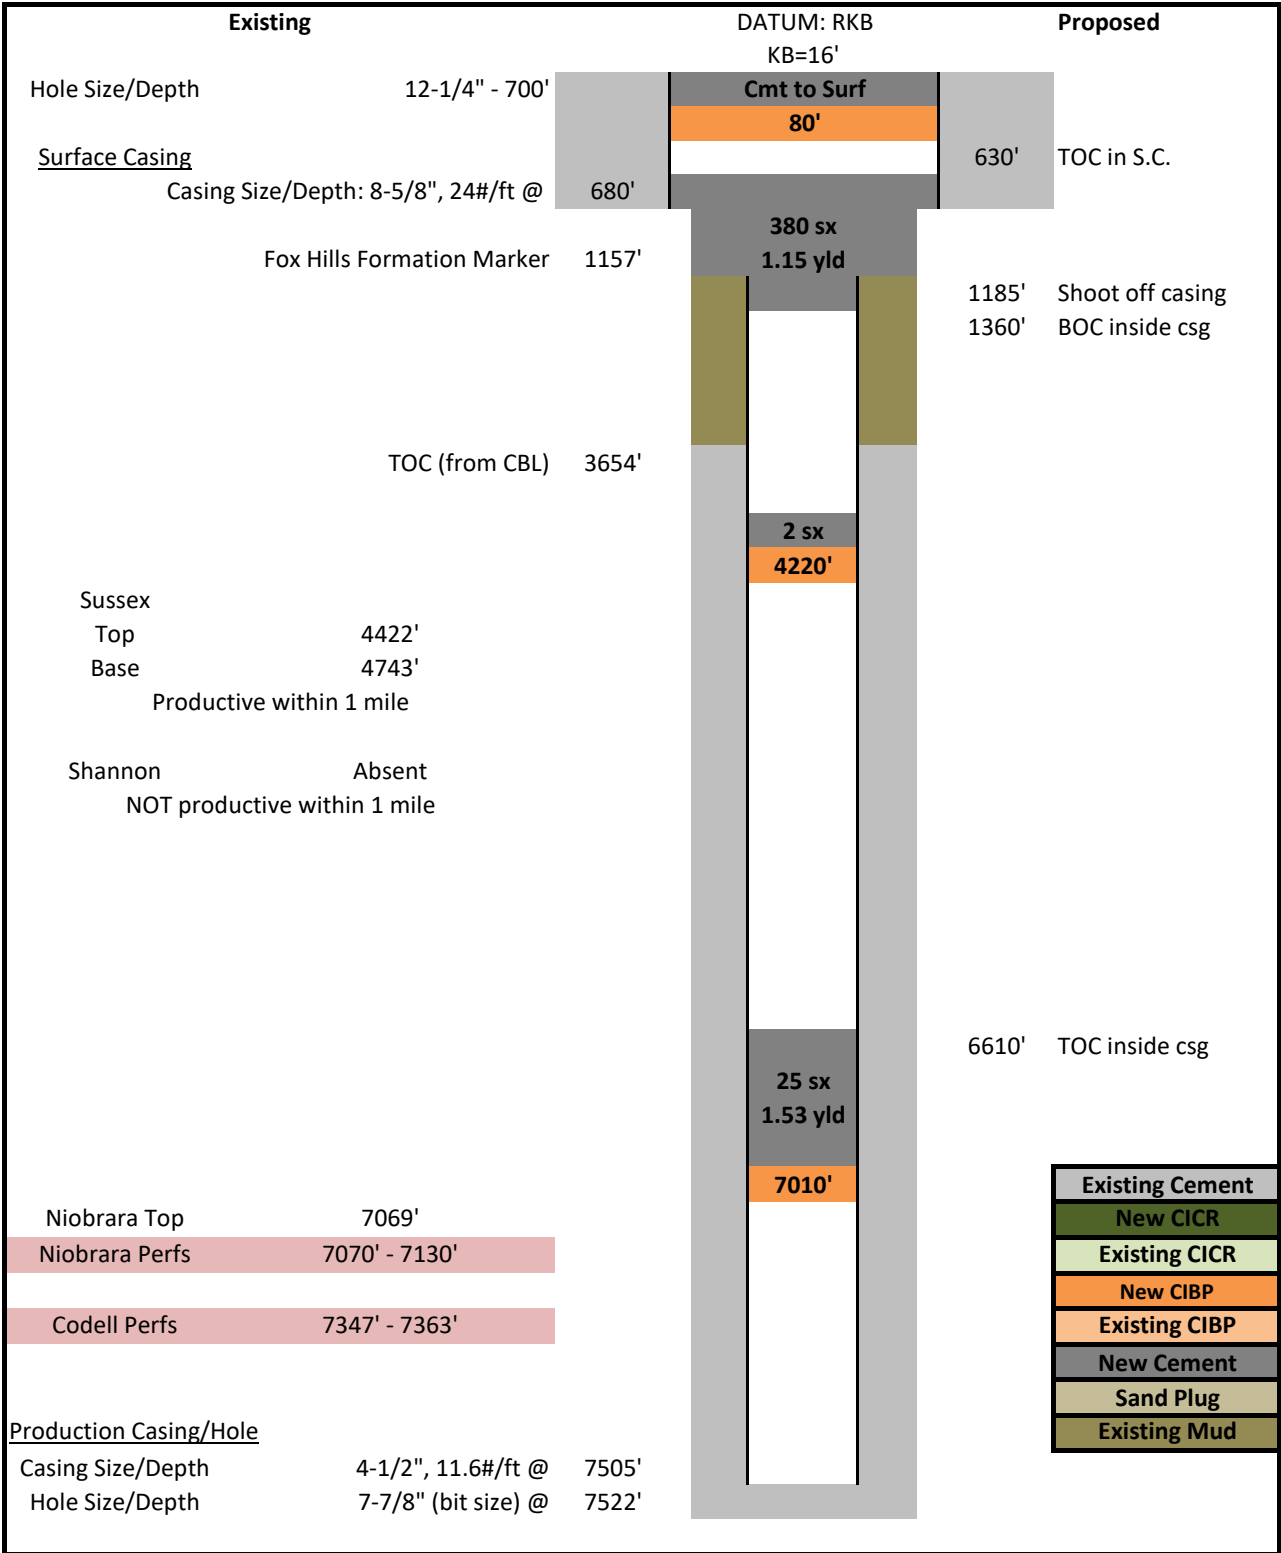 Existing DATUM: RKB Proposed
KB=16'
Hole Size/Depth 12-1/4" - 700' Cmt to Surf
80'
Surface Casing 630' TOC in S.C.
Casing Size/Depth: 8-5/8", 24#/ft @ 680'
380 sx
Fox Hills Formation Marker 1157' 1.15 yld
1185' Shoot off casing
1360' BOC inside csg
TOC (from CBL) 3654'
2 sx
4220'
Sussex
Top 4422'
Base 4743'
Productive within 1 mile
Shannon Absent
NOT productive within 1 mile
6610' TOC inside csg
25 sx
1.53 yld
7010' Existing Cement
Niobrara Top 7069' New CICR
Niobrara Perfs 7070' - 7130' Existing CICR
New CIBP
Codell Perfs 7347' - 7363' Existing CIBP
New Cement
Sand Plug
Production Casing/Hole Existing Mud
Casing Size/Depth 4-1/2", 11.6#/ft @ 7505'
Hole Size/Depth 7-7/8" (bit size) @ 7522'